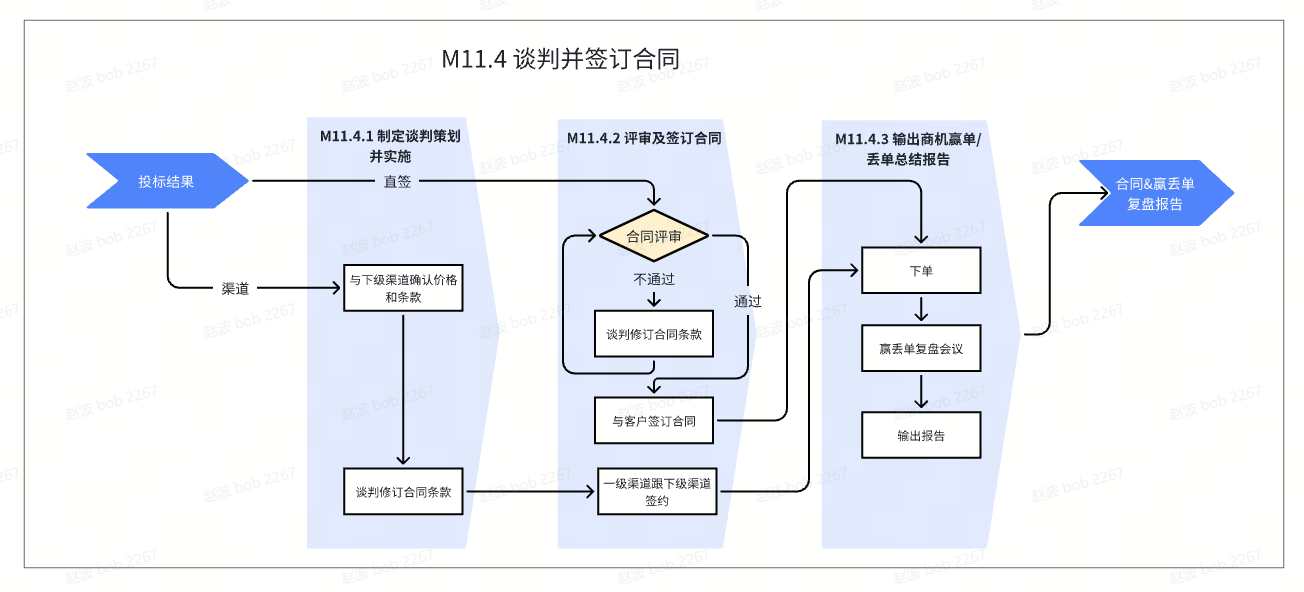 M11.4 谈判并签订合同
M11.4.1 制定谈判策划
并实施
M11.4.2 评审及签订合同
M11.4.3 输出商机赢单/
丢单总结报告
投标结果
直签
合同&赢丢单
复盘报告
合同评审
不通过
通过
下单
渠道
与下级渠道确认价格
和条款
谈判修订合同条款
赢丢单复盘会议
与客户签订合同
输出报告
谈判修订合同条款
一级渠道跟下级渠道
签约
赵波 bob 2267